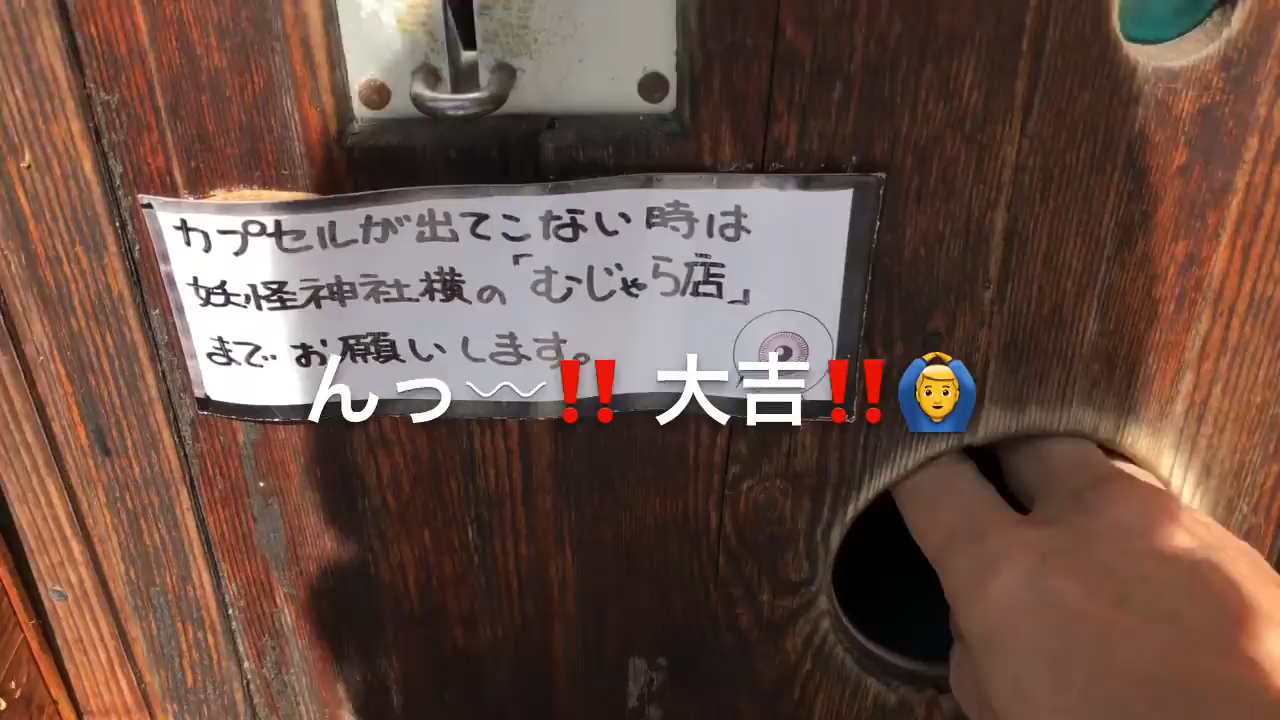 カプセルが出てこない時は
妖怪神社横の「むじゃら店」
までお願いします。
んっ〰‼️ 大吉‼️🙆‍♂️